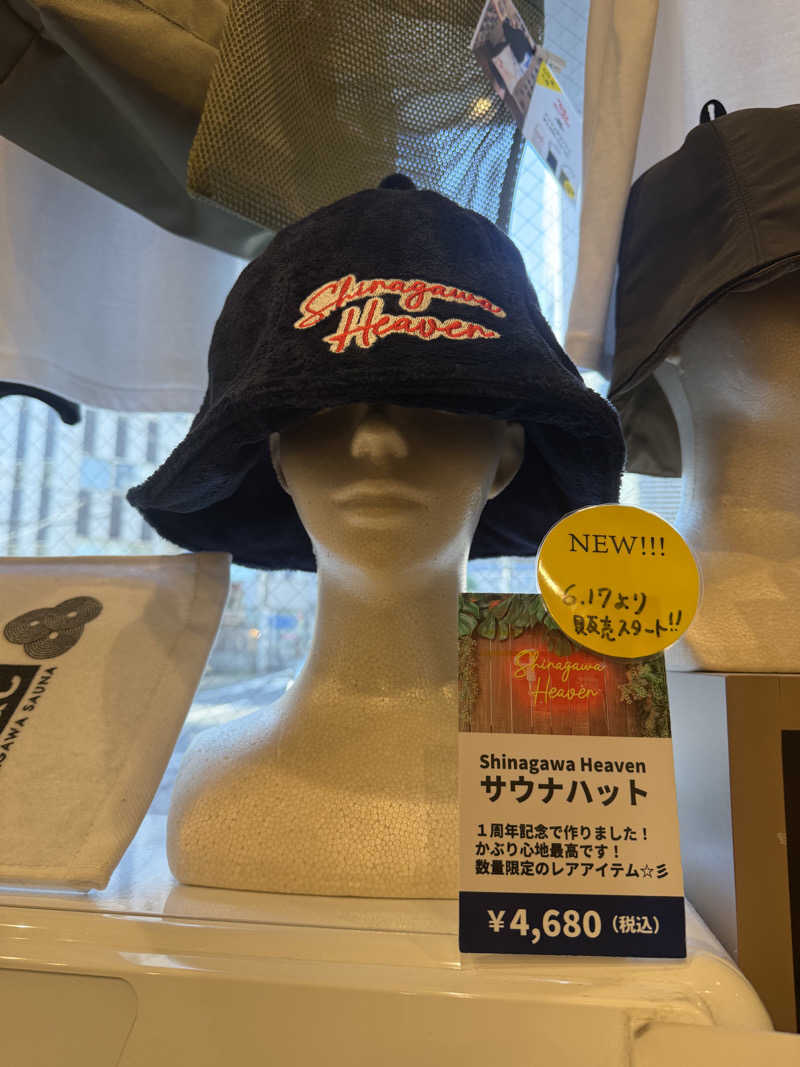 Shinagawa
Heaven
NEW!!!
6.17より
販売スタート!!
Shinagawa
Heaven
Shinagawa Heaven
サウナハット
1周年記念で作りました！
かぶり心地最高です！
数量限定のレアアイテム☆彡
¥4,680（税込）
SAUNA